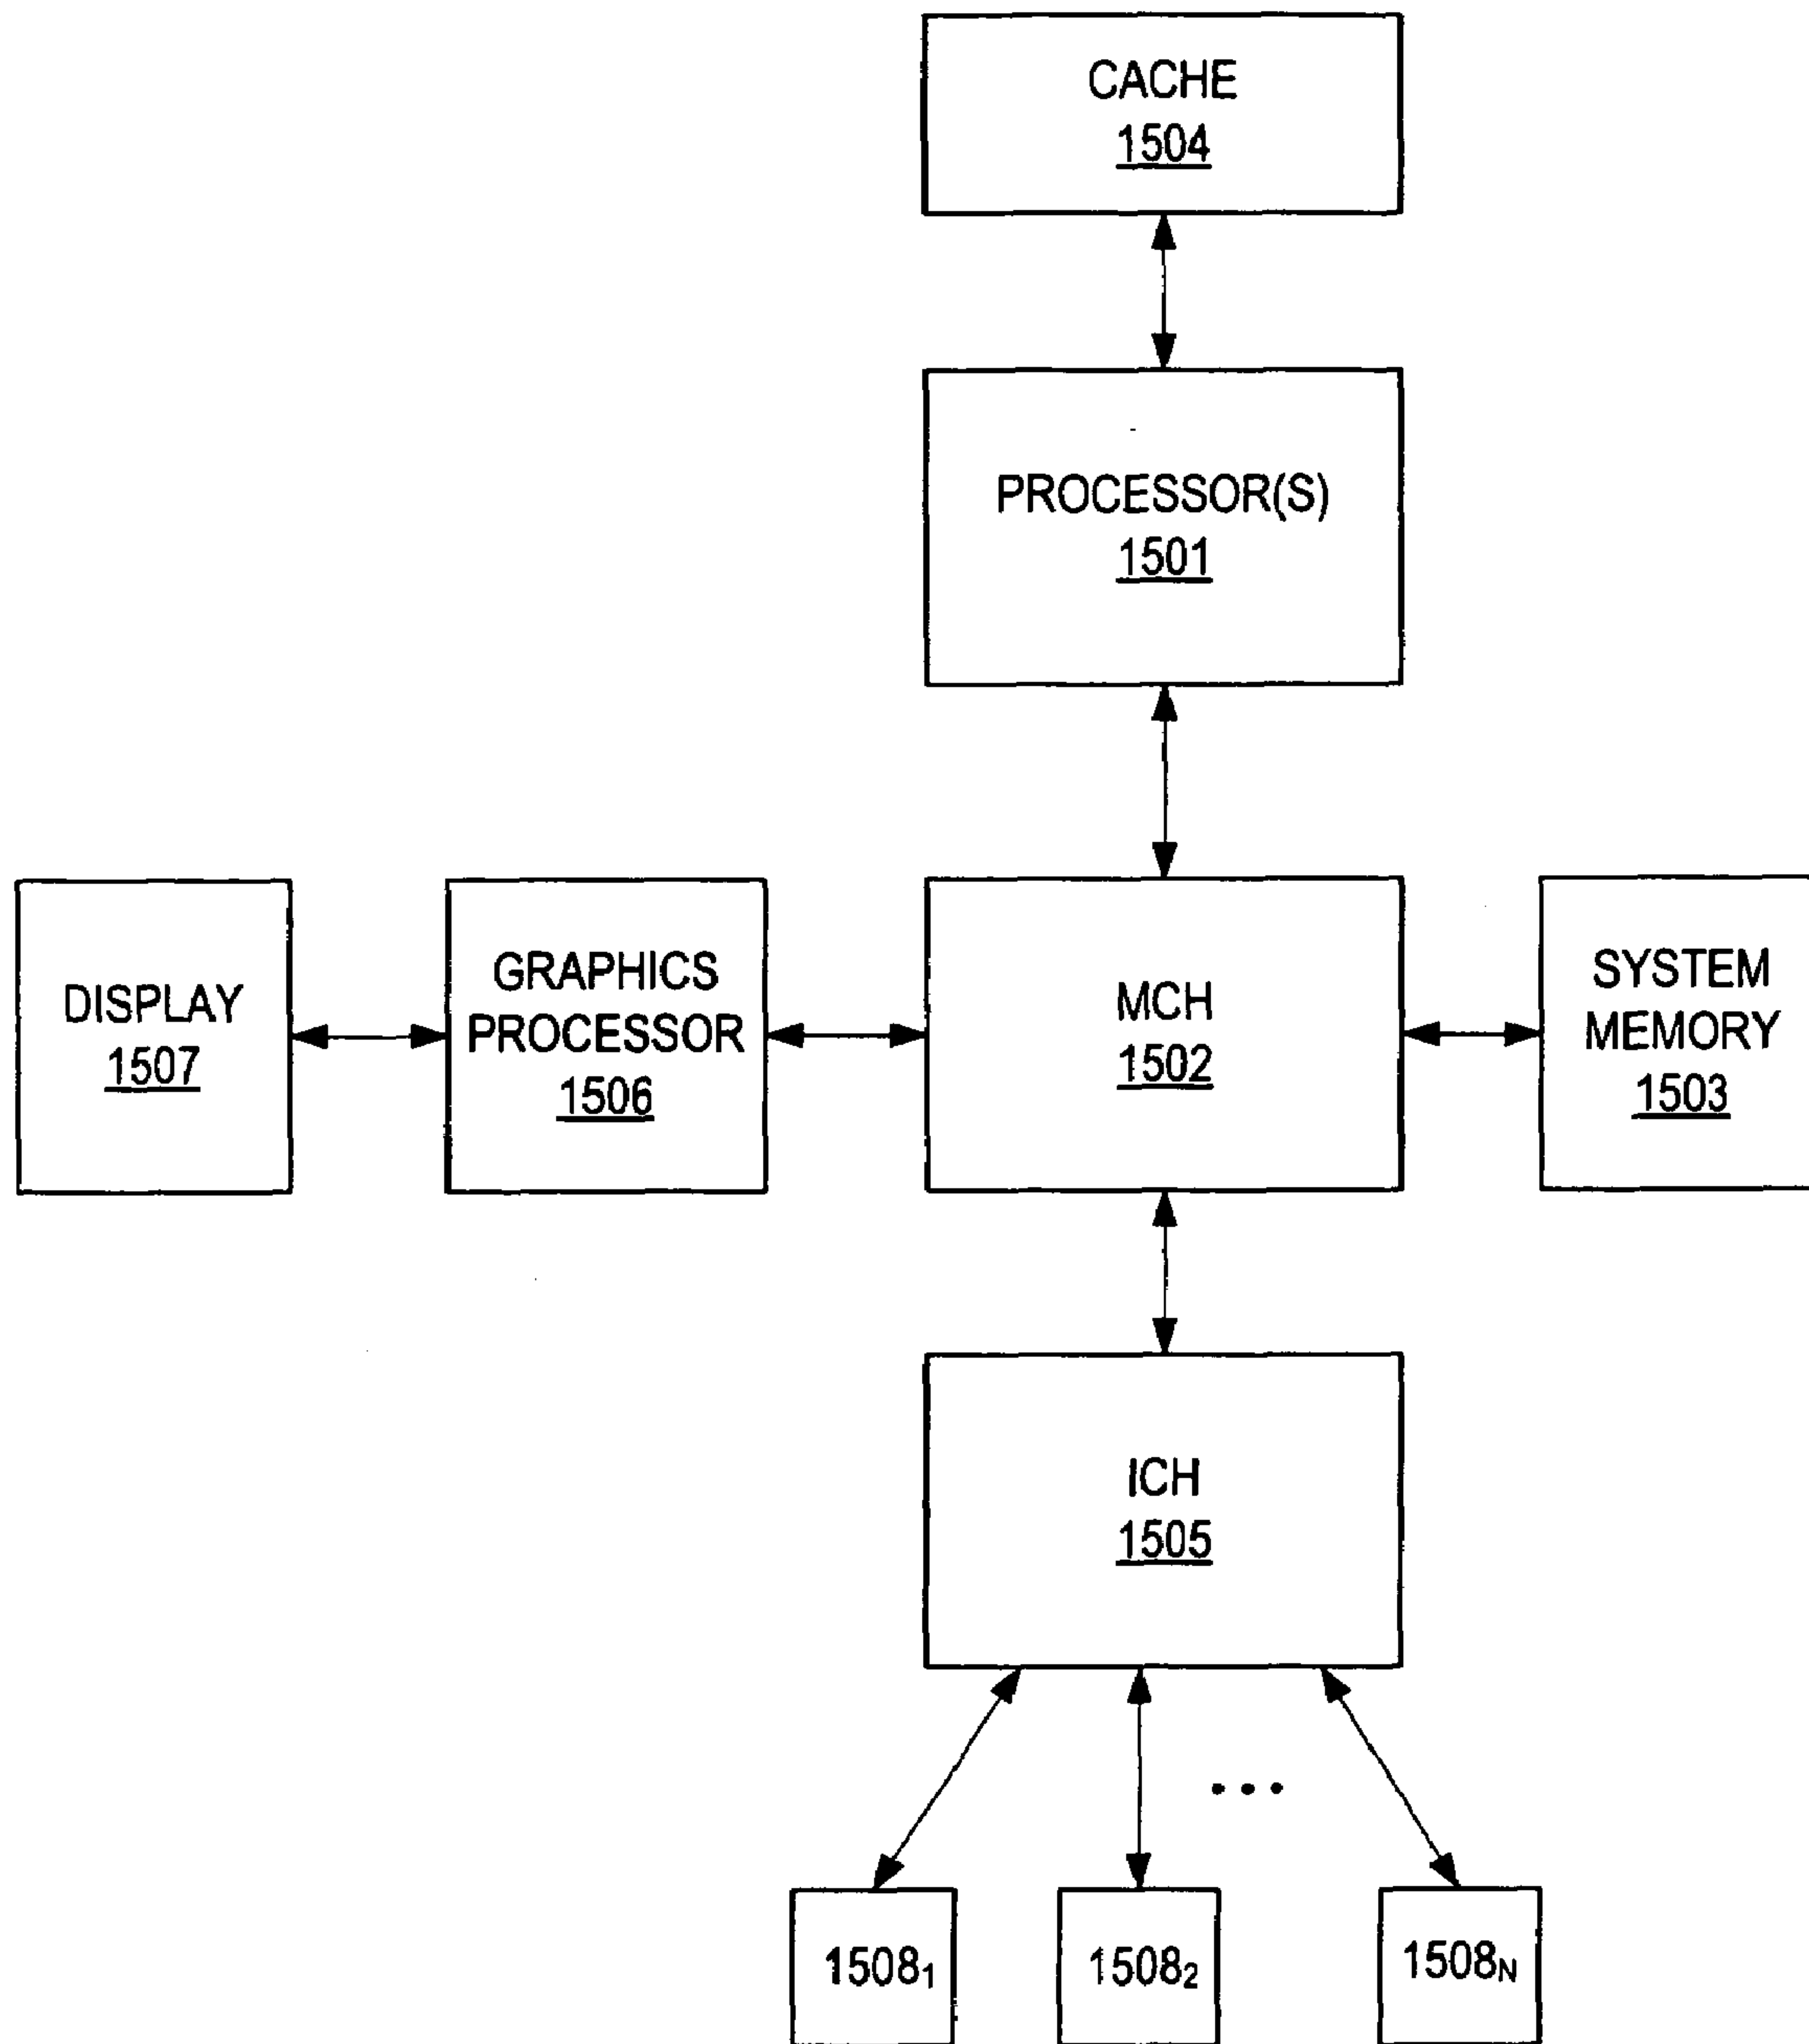 CACHE
1504
PROCESSOR(S)
1501
DISPLAY
1507
GRAPHICS
PROCESSOR
1506
MCH
1502
SYSTEM
MEMORY
1503
ICH
1505
...
1508₁
1508₂
1508N